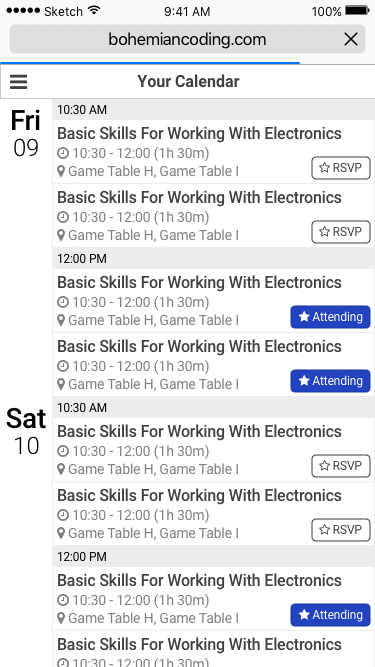 Sketch 9:41 AM 100%
bohemiancoding.com
Your Calendar
Fri
09
10:30 AM
Basic Skills For Working With Electronics
10:30 - 12:00 (1h 30m)
Game Table H, Game Table I
RSVP
Basic Skills For Working With Electronics
10:30 - 12:00 (1h 30m)
Game Table H, Game Table I
RSVP
12:00 PM
Basic Skills For Working With Electronics
10:30 - 12:00 (1h 30m)
Game Table H, Game Table I
Attending
Basic Skills For Working With Electronics
10:30 - 12:00 (1h 30m)
Game Table H, Game Table I
Attending
Sat
10
10:30 AM
Basic Skills For Working With Electronics
10:30 - 12:00 (1h 30m)
Game Table H, Game Table I
RSVP
Basic Skills For Working With Electronics
10:30 - 12:00 (1h 30m)
Game Table H, Game Table I
RSVP
12:00 PM
Basic Skills For Working With Electronics
10:30 - 12:00 (1h 30m)
Game Table H, Game Table I
Attending
Basic Skills For Working With Electronics
10:30 - 12:00 (1h 30m)